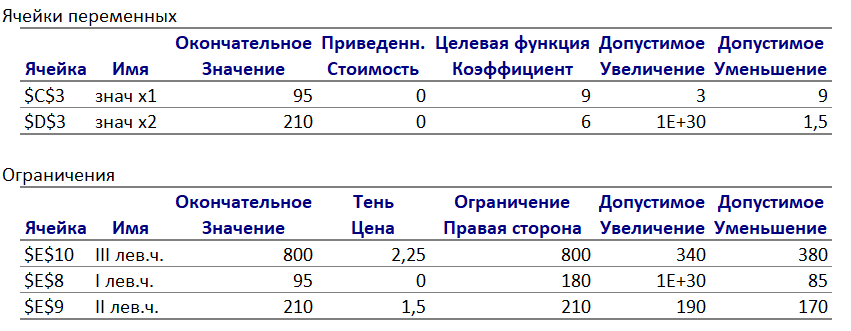 Ячейки переменных
Окончательное Приведенн. Целевая функция Допустимое Допустимое
Ячейка Имя Значение Стоимость Коэффициент Увеличение Уменьшение
$C$3 знач x1 95 0 9 3 9
$D$3 знач x2 210 0 6 1E+30 1,5
Ограничения
Окончательное Тень Ограничение Допустимое Допустимое
Ячейка Имя Значение Цена Правая сторона Увеличение Уменьшение
$E$10 III лев.ч. 800 2,25 800 340 380
$E$8 I лев.ч. 95 0 180 1E+30 85
$E$9 II лев.ч. 210 1,5 210 190 170